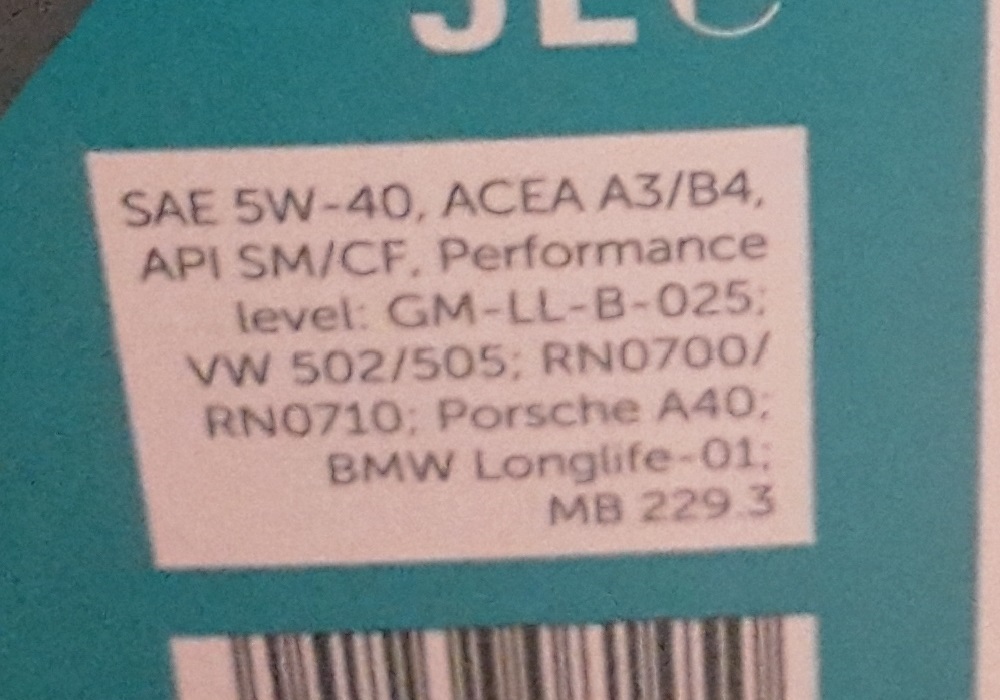 SAE 5W-40, ACEA A3/B4,
API SM/CF, Performance
level: GM-LL-B-025;
VW 502/505; RN0700/
RN0710; Porsche A40;
BMW Longlife-01;
MB 229.3